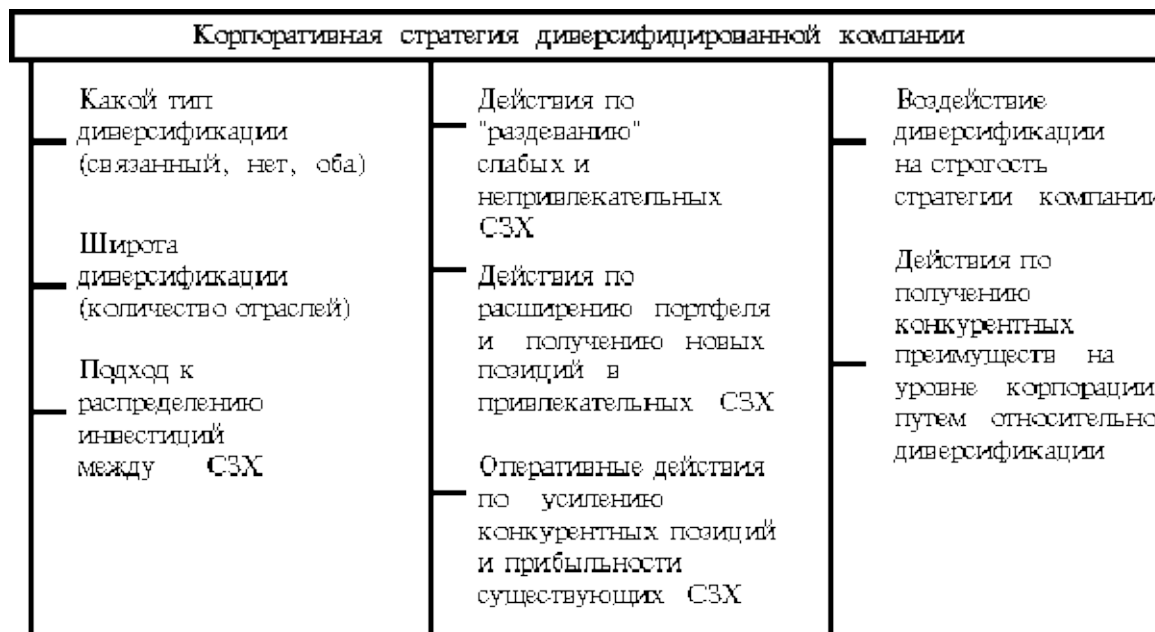 Корпоративная стратегия диверсифицированной компании
Какой тип
диверсификации
(связанный, нет, оба)
Широта
диверсификации
(количество отраслей)
Подход к
распределению
инвестиций
между СЗХ
Действия по
"раздеванию"
слабых и
непривлекательных
СЗХ
Действия по
расширению портфеля
и получению новых
позиций в
привлекательных СЗХ
Оперативные действия
по усилению
конкурентных позиций
и прибыльности
существующих СЗХ
Воздействие
диверсификации
на строгость
стратегии компании
Действия по
получению
конкурентных
преимуществ на
уровне корпорации
путем относительно
диверсификации